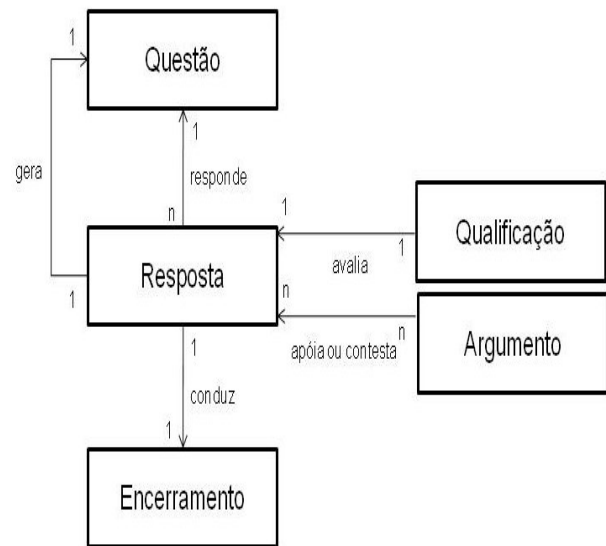 1
Questão
1
gera
responde
n
1
Qualificação
Resposta
avalia
1
1
n
Argumento
apóia ou contesta
n
1
conduz
1
Encerramento